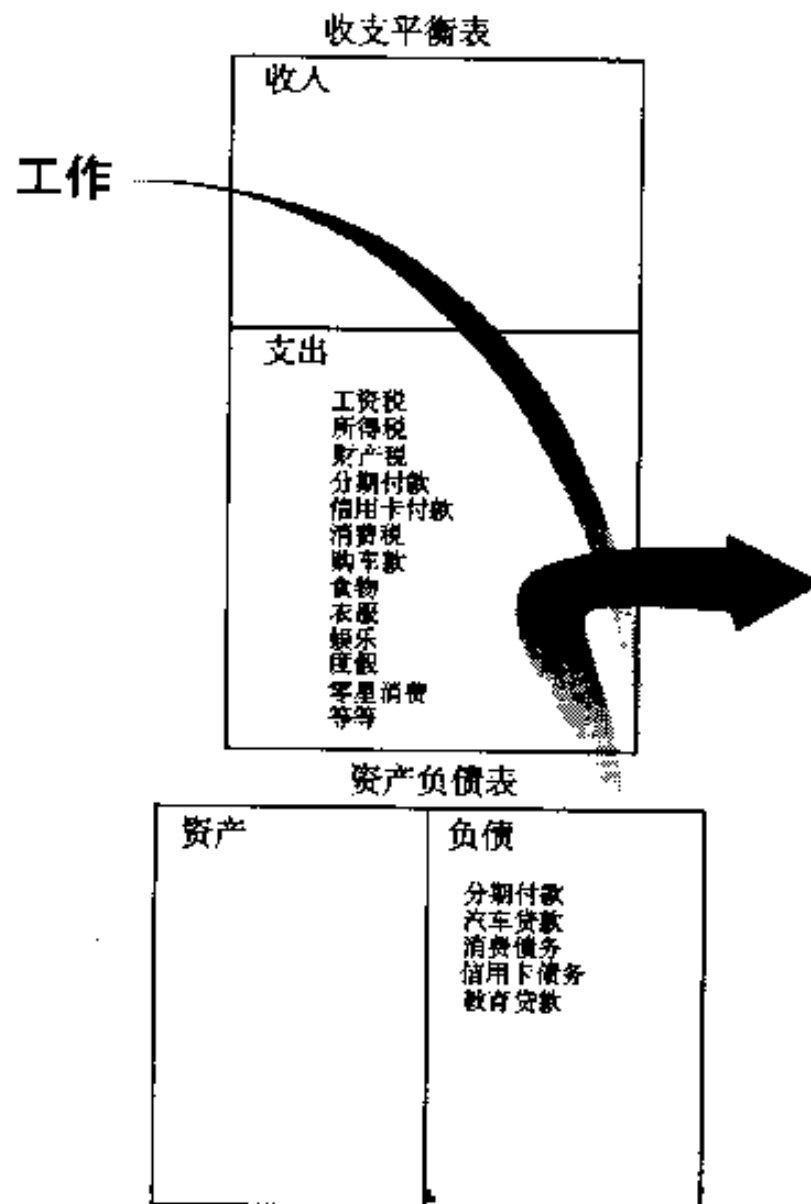 收支平衡表
收人
工作
支出
工资税
所得税
财产税
分期付款
信用卡付款
消费税
购车款
食物
衣服
娱乐
度假
零星消费
等等
资产负债表
资产
负债
分期付款
汽车贷款
消费债务
信用卡债务
教育贷款